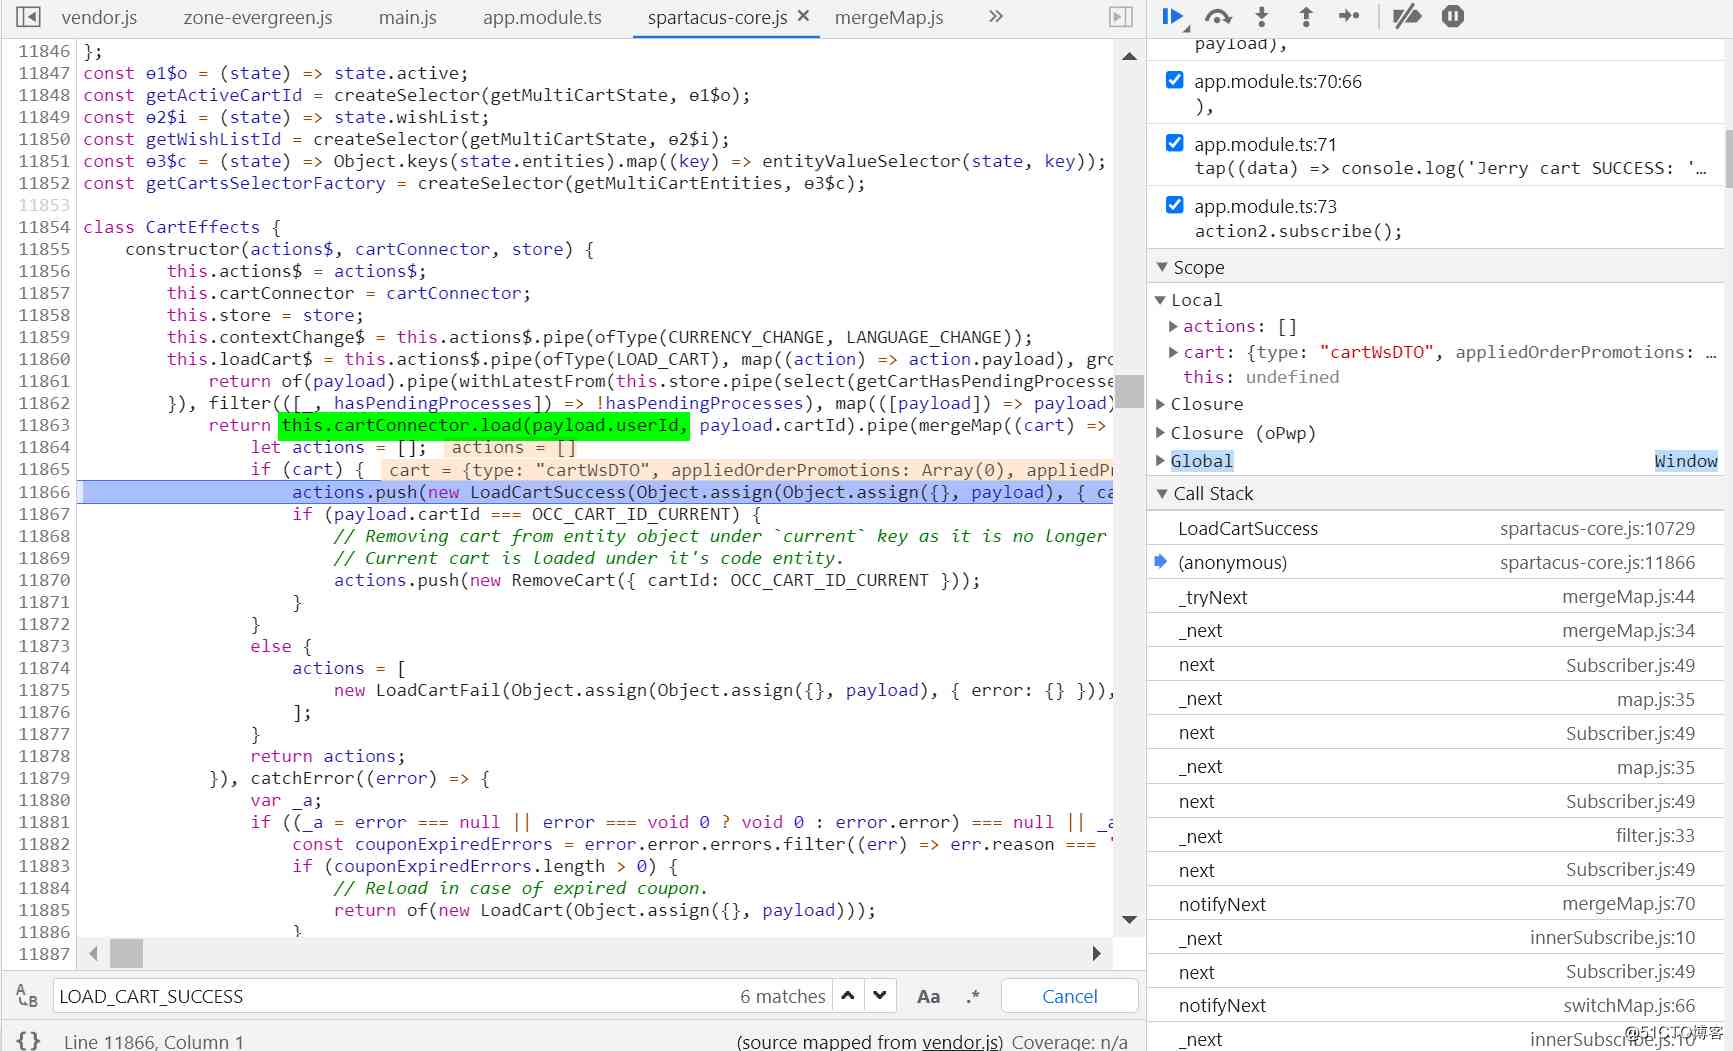 vendor.js zone-evergreen.js main.js app.module.ts spartacus-core.js × mergeMap.js »
11846 };
11847 const ɵ1$o = (state) => state.active;
11848 const getActiveCartId = createSelector(getMultiCartState, ɵ1$o);
11849 const ɵ2$i = (state) => state.wishList;
11850 const getWishListId = createSelector(getMultiCartState, ɵ2$i);
11851 const ɵ3$c = (state) => Object.keys(state.entities).map((key) => entityValueSelector(state, key));
11852 const getCartsSelectorFactory = createSelector(getMultiCartEntities, ɵ3$c);
11853
11854 class CartEffects {
11855 constructor(actions$, cartConnector, store) {
11856 this.actions$ = actions$;
11857 this.cartConnector = cartConnector;
11858 this.store = store;
11859 this.contextChange$ = this.actions$.pipe(ofType(CURRENCY_CHANGE, LANGUAGE_CHANGE));
11860 this.loadCart$ = this.actions$.pipe(ofType(LOAD_CART), map((action) => action.payload), gro
11861 return of(payload).pipe(withLatestFrom(this.store.pipe(select(getCartHasPendingProcesse
11862 }), filter(([_, hasPendingProcesses]) => !hasPendingProcesses), map(([payload]) => payload)
11863 return this.cartConnector.load(payload.userId, payload.cartId).pipe(mergeMap((cart) =>
11864 let actions = []; actions = []
11865 if (cart) { cart = {type: "cartWsDTO", appliedOrderPromotions: Array(0), appliedPr
11866 actions.push(new LoadCartSuccess(Object.assign(Object.assign({}, payload), { ca
11867 if (payload.cartId === OCC_CART_ID_CURRENT) {
11868 // Removing cart from entity object under `current` key as it is no longer
11869 // Current cart is loaded under it's code entity.
11870 actions.push(new RemoveCart({ cartId: OCC_CART_ID_CURRENT }));
11871 }
11872 }
11873 else {
11874 actions = [
11875 new LoadCartFail(Object.assign(Object.assign({}, payload), { error: {} })),
11876 ];
11877 }
11878 return actions;
11879 }), catchError((error) => {
11880 var _a;
11881 if ((_a = error === null || error === void 0 ? void 0 : error.error) === null || _a
11882 const couponExpiredErrors = error.error.errors.filter((err) => err.reason === '
11883 if (couponExpiredErrors.length > 0) {
11884 // Reload in case of expired coupon.
11885 return of(new LoadCart(Object.assign({}, payload)));
11886 }
11887
LOAD_CART_SUCCESS 6 matches Aa .* Cancel
{} Line 11866, Column 1 (source mapped from vendor.js) Coverage: n/a
payload),
app.module.ts:70:66
),
app.module.ts:71
tap((data) => console.log('Jerry cart SUCCESS: '…
app.module.ts:73
action2.subscribe();
Scope
Local
actions: []
cart: {type: "cartWsDTO", appliedOrderPromotions: …
this: undefined
Closure
Closure (oPwp)
Global Window
Call Stack
LoadCartSuccess spartacus-core.js:10729
(anonymous) spartacus-core.js:11866
_tryNext mergeMap.js:44
_next mergeMap.js:34
next Subscriber.js:49
_next map.js:35
next Subscriber.js:49
_next map.js:35
next Subscriber.js:49
_next filter.js:33
next Subscriber.js:49
notifyNext mergeMap.js:70
_next innerSubscribe.js:10
next Subscriber.js:49
notifyNext switchMap.js:66
_next innerSubscribe.js:10
@51CTO博客